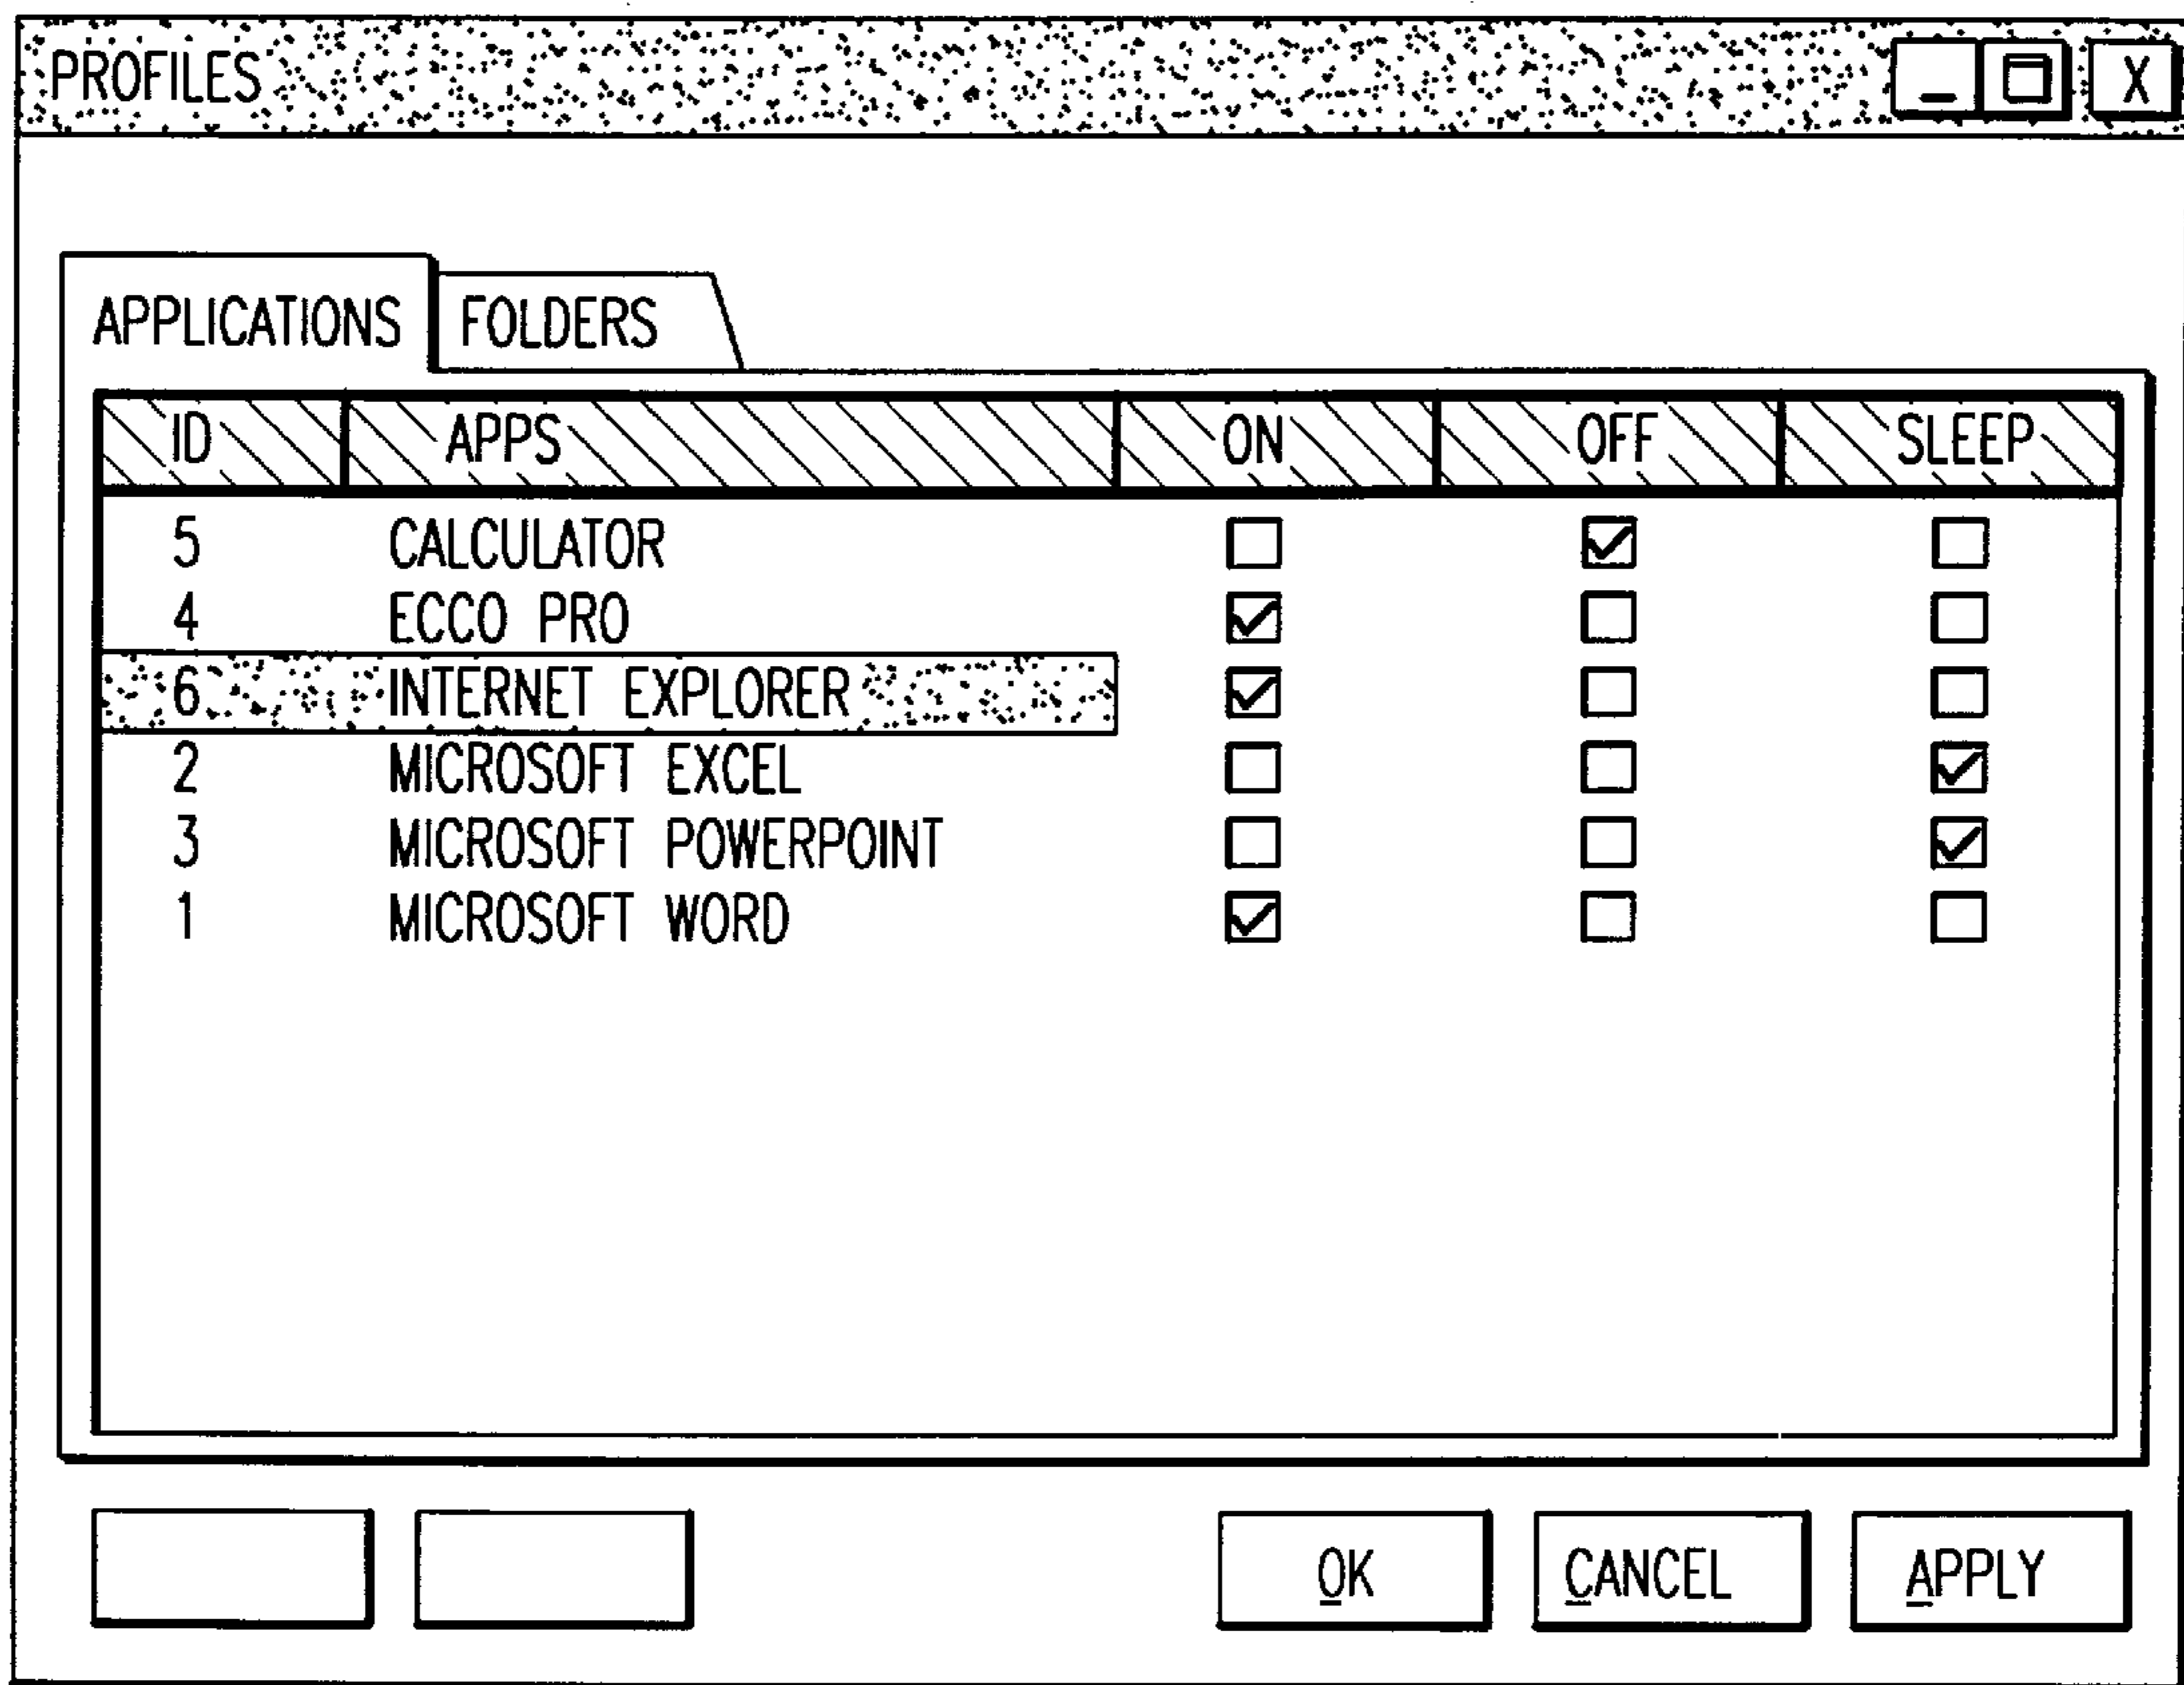 PROFILES X
APPLICATIONS FOLDERS
ID APPS ON OFF SLEEP
5 CALCULATOR
4 ECCO PRO
6 INTERNET EXPLORER
2 MICROSOFT EXCEL
3 MICROSOFT POWERPOINT
1 MICROSOFT WORD
OK CANCEL APPLY